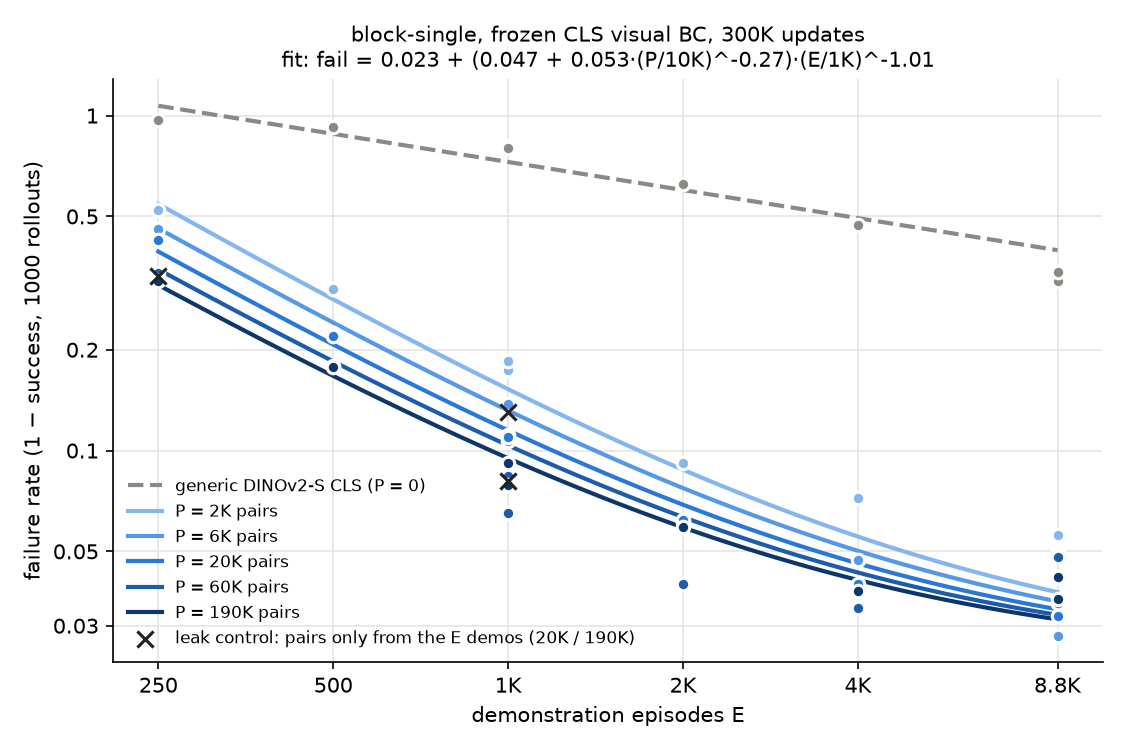 block-single, frozen CLS visual BC, 300K updates
fit: fail = 0.023 + (0.047 + 0.053·(P/10K)^-0.27)·(E/1K)^-1.01
failure rate (1 − success, 1000 rollouts)
1
0.5
0.2
0.1
0.05
0.03
generic DINOv2-S CLS (P = 0)
P = 2K pairs
P = 6K pairs
P = 20K pairs
P = 60K pairs
P = 190K pairs
leak control: pairs only from the E demos (20K / 190K)
250
500
1K
2K
4K
8.8K
demonstration episodes E